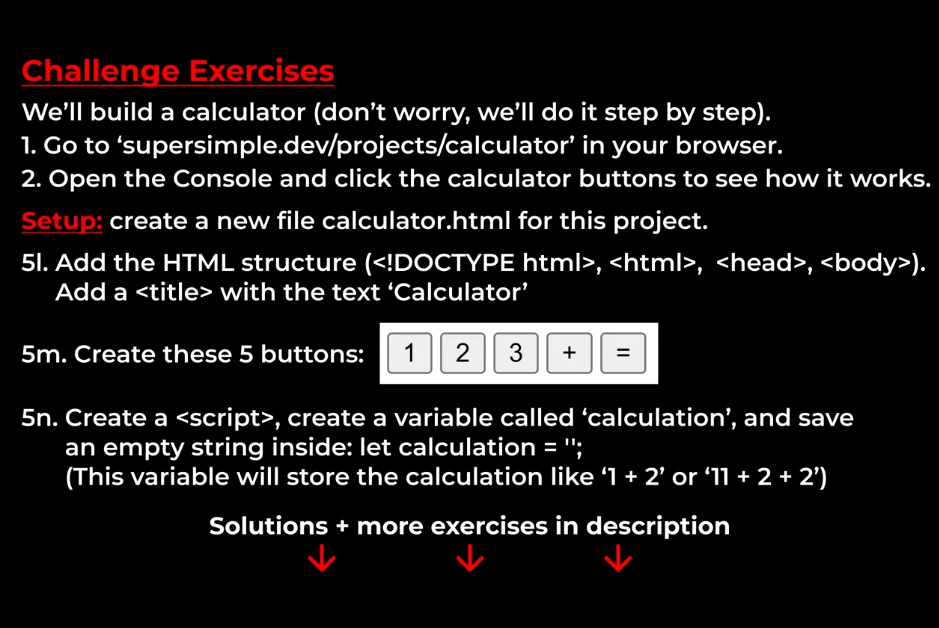 Challenge Exercises
We’ll build a calculator (don’t worry, we’ll do it step by step).
1. Go to ‘supersimple.dev/projects/calculator’ in your browser.
2. Open the Console and click the calculator buttons to see how it works.
Setup: create a new file calculator.html for this project.
5l. Add the HTML structure (<!DOCTYPE html>, <html>, <head>, <body>).
Add a <title> with the text ‘Calculator’
5m. Create these 5 buttons: 1 2 3 + =
5n. Create a <script>, create a variable called ‘calculation’, and save
an empty string inside: let calculation = '';
(This variable will store the calculation like ‘1 + 2’ or ‘11 + 2 + 2’)
Solutions + more exercises in description